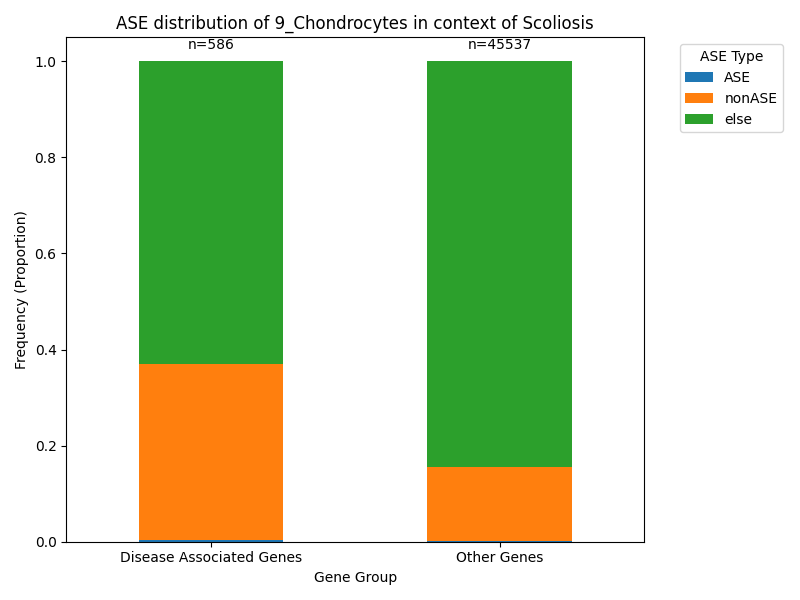 ASE distribution of 9_Chondrocytes in context of Scoliosis
n=586
n=45537
ASE Type
ASE
nonASE
else
1.0
0.8
0.6
0.4
0.2
0.0
Frequency (Proportion)
Disease Associated Genes
Other Genes
Gene Group